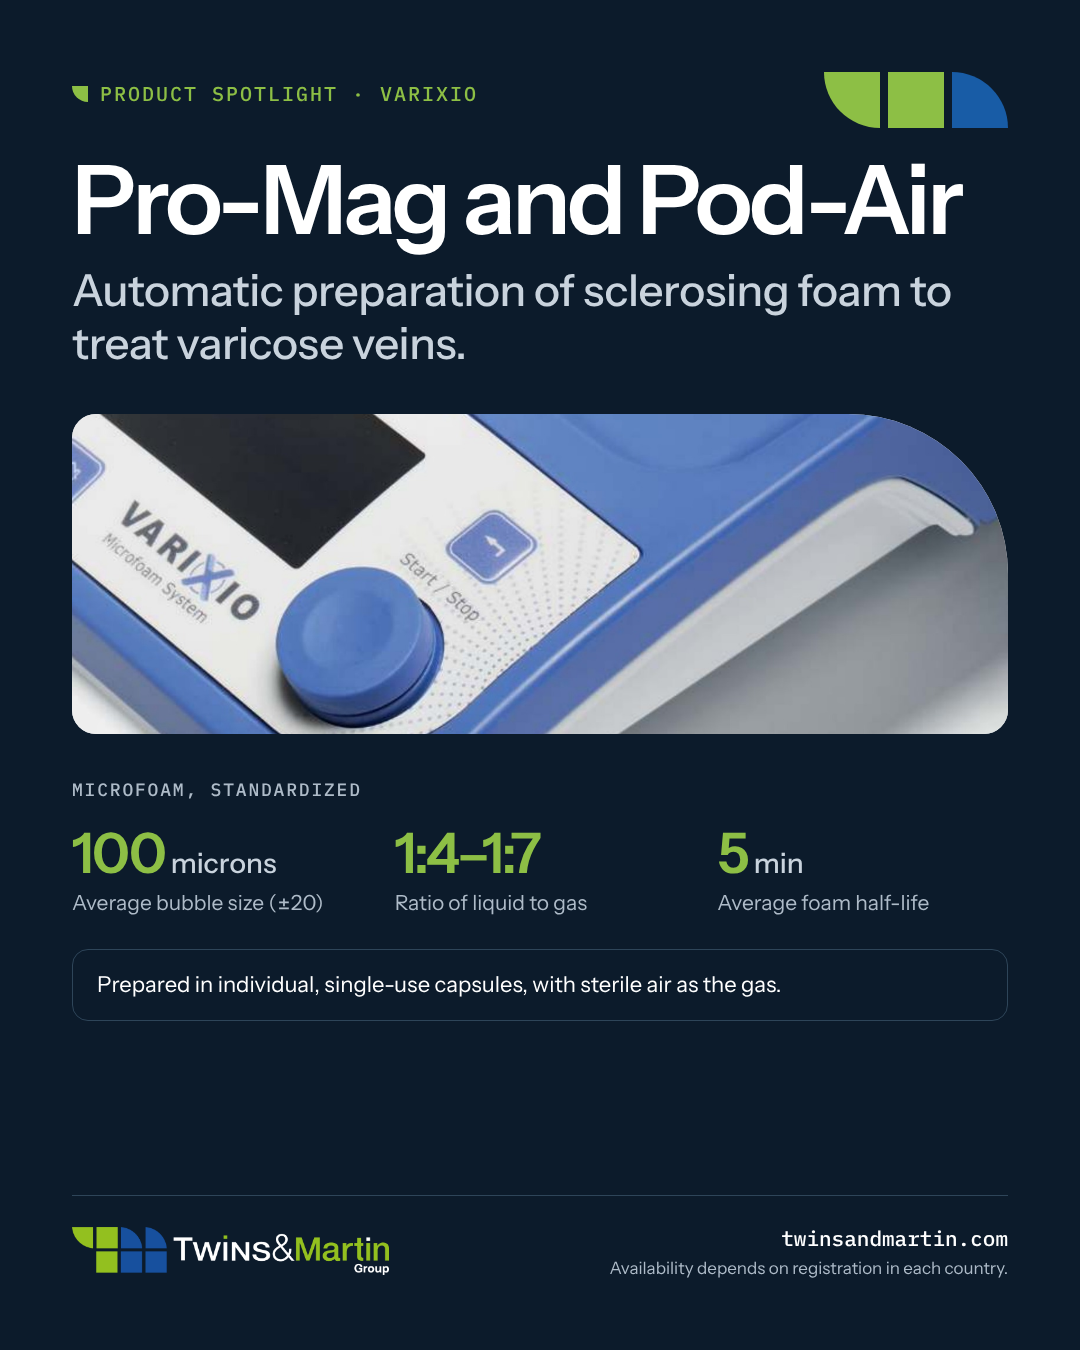 PRODUCT SPOTLIGHT · VARIXIO
Pro-Mag and Pod-Air
Automatic preparation of sclerosing foam to
treat varicose veins.
VARIXIO
Microfoam System
Start / Stop
MICROFOAM, STANDARDIZED
100 microns
Average bubble size (±20)
1:4–1:7
Ratio of liquid to gas
5 min
Average foam half-life
Prepared in individual, single-use capsules, with sterile air as the gas.
Twins&Martin
Group
twinsandmartin.com
Availability depends on registration in each country.